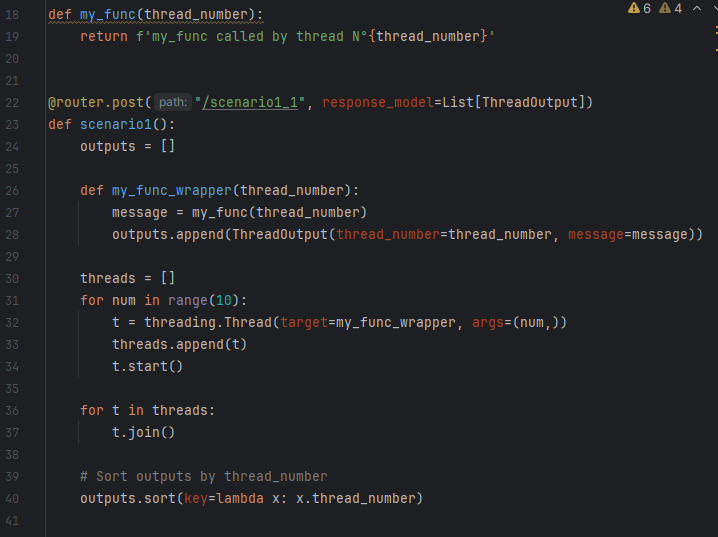 6 4
18 def my_func(thread_number):
19     return f'my_func called by thread N°{thread_number}'
20
21
22 @router.post( path: "/scenario1_1", response_model=List[ThreadOutput])
23 def scenario1():
24     outputs = []
25
26     def my_func_wrapper(thread_number):
27         message = my_func(thread_number)
28         outputs.append(ThreadOutput(thread_number=thread_number, message=message))
29
30     threads = []
31     for num in range(10):
32         t = threading.Thread(target=my_func_wrapper, args=(num,))
33         threads.append(t)
34         t.start()
35
36     for t in threads:
37         t.join()
38
39     # Sort outputs by thread_number
40     outputs.sort(key=lambda x: x.thread_number)
41